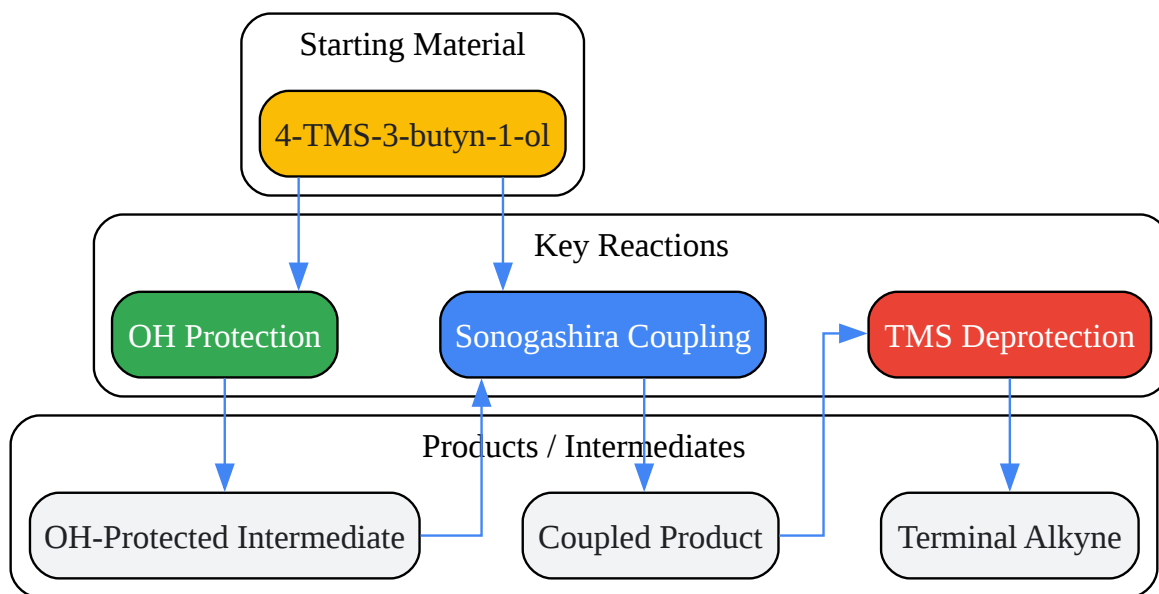 Starting Material
4-TMS-3-butyn-1-ol
Key Reactions
OH Protection
Sonogashira Coupling
TMS Deprotection
Products / Intermediates
OH-Protected Intermediate
Coupled Product
Terminal Alkyne